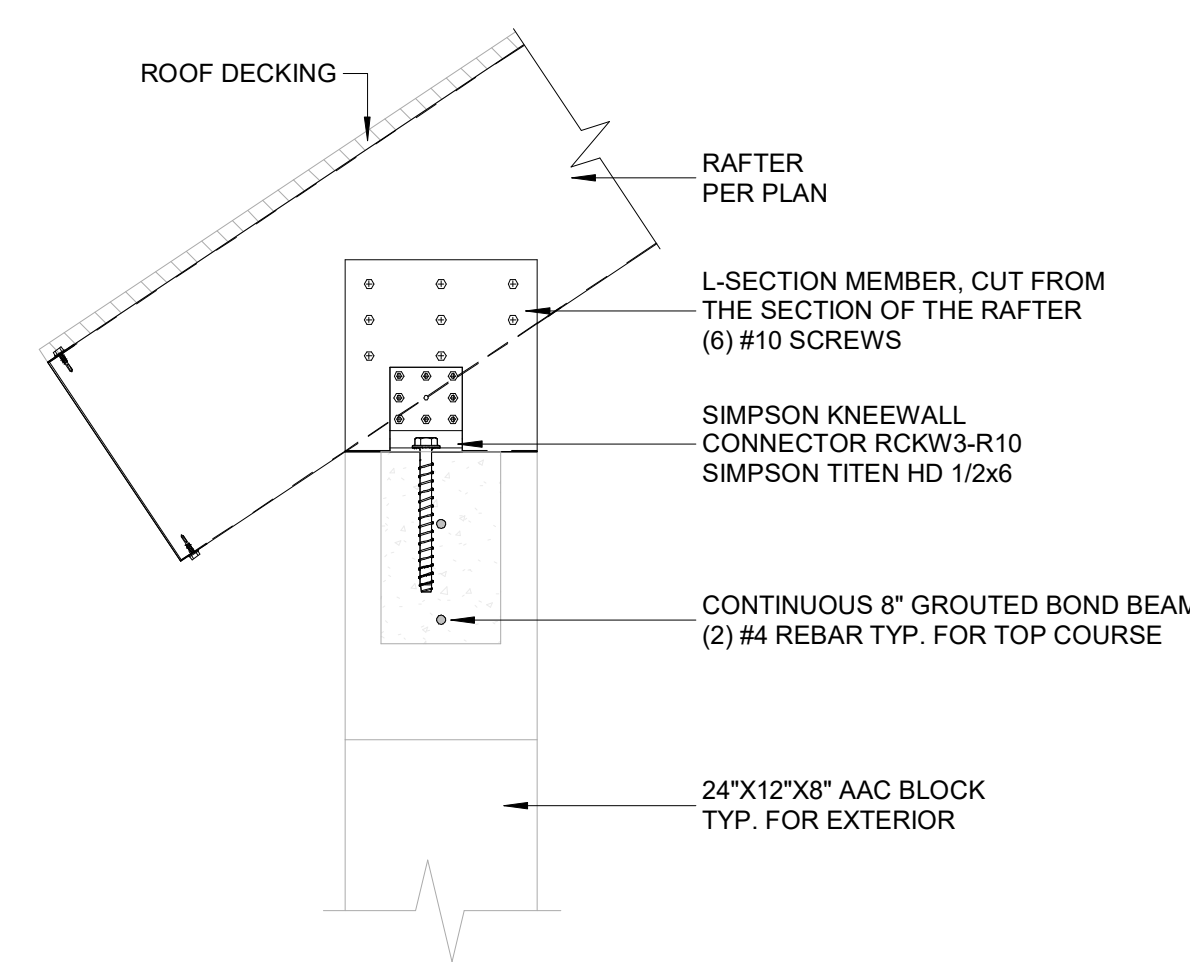 ROOF DECKING
RAFTER
PER PLAN
L-SECTION MEMBER, CUT FROM
THE SECTION OF THE RAFTER
(6) #10 SCREWS
SIMPSON KNEEWALL
CONNECTOR RCKW3-R10
SIMPSON TITEN HD 1/2x6
CONTINUOUS 8" GROUTED BOND BEAM
(2) #4 REBAR TYP. FOR TOP COURSE
24"X12"X8" AAC BLOCK
TYP. FOR EXTERIOR